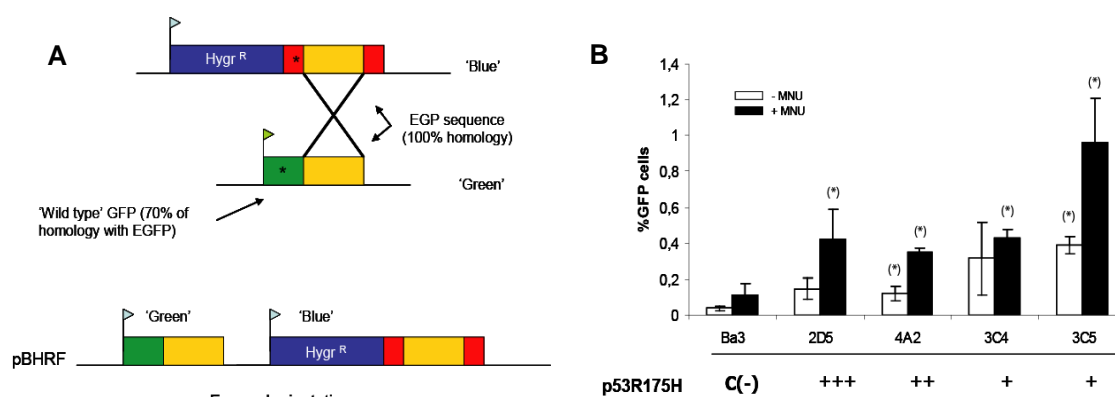 A
Hygr R
*
'Blue'
EGP sequence
(100% homology)
*
'Green'
'Wild type' GFP (70% of
homology with EGFP)
'Green'
'Blue'
pBHRF
Hygr R
B
%GFP cells
1,4
1,2
1
0,8
0,6
0,4
0,2
0
- MNU
+ MNU
(*)
(*)
(*)
(*)
(*)
(*)
Ba3 2D5 4A2 3C4 3C5
p53R175H C(-) +++ ++ + +